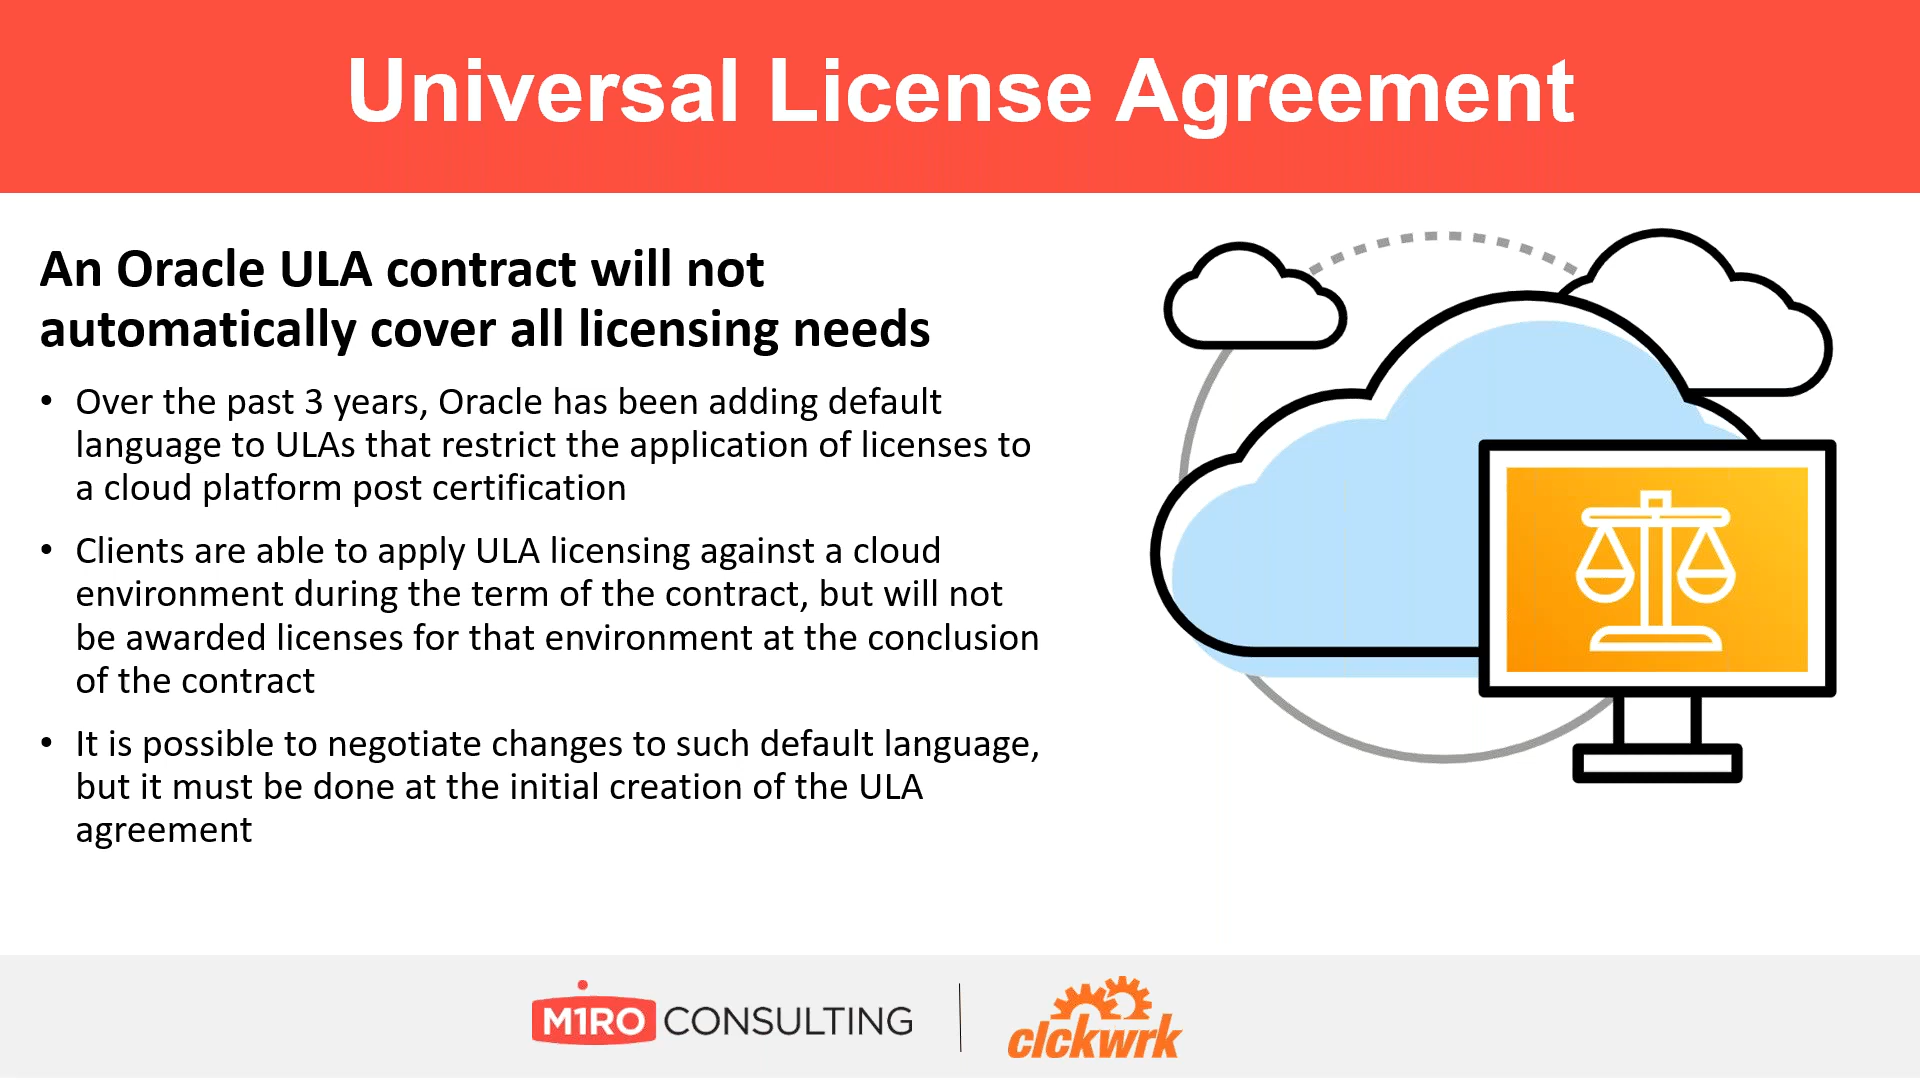 Universal License Agreement
An Oracle ULA contract will not
automatically cover all licensing needs
• Over the past 3 years, Oracle has been adding default
language to ULAs that restrict the application of licenses to
a cloud platform post certification
• Clients are able to apply ULA licensing against a cloud
environment during the term of the contract, but will not
be awarded licenses for that environment at the conclusion
of the contract
• It is possible to negotiate changes to such default language,
but it must be done at the initial creation of the ULA
agreement
M1RO CONSULTING
clckwrk